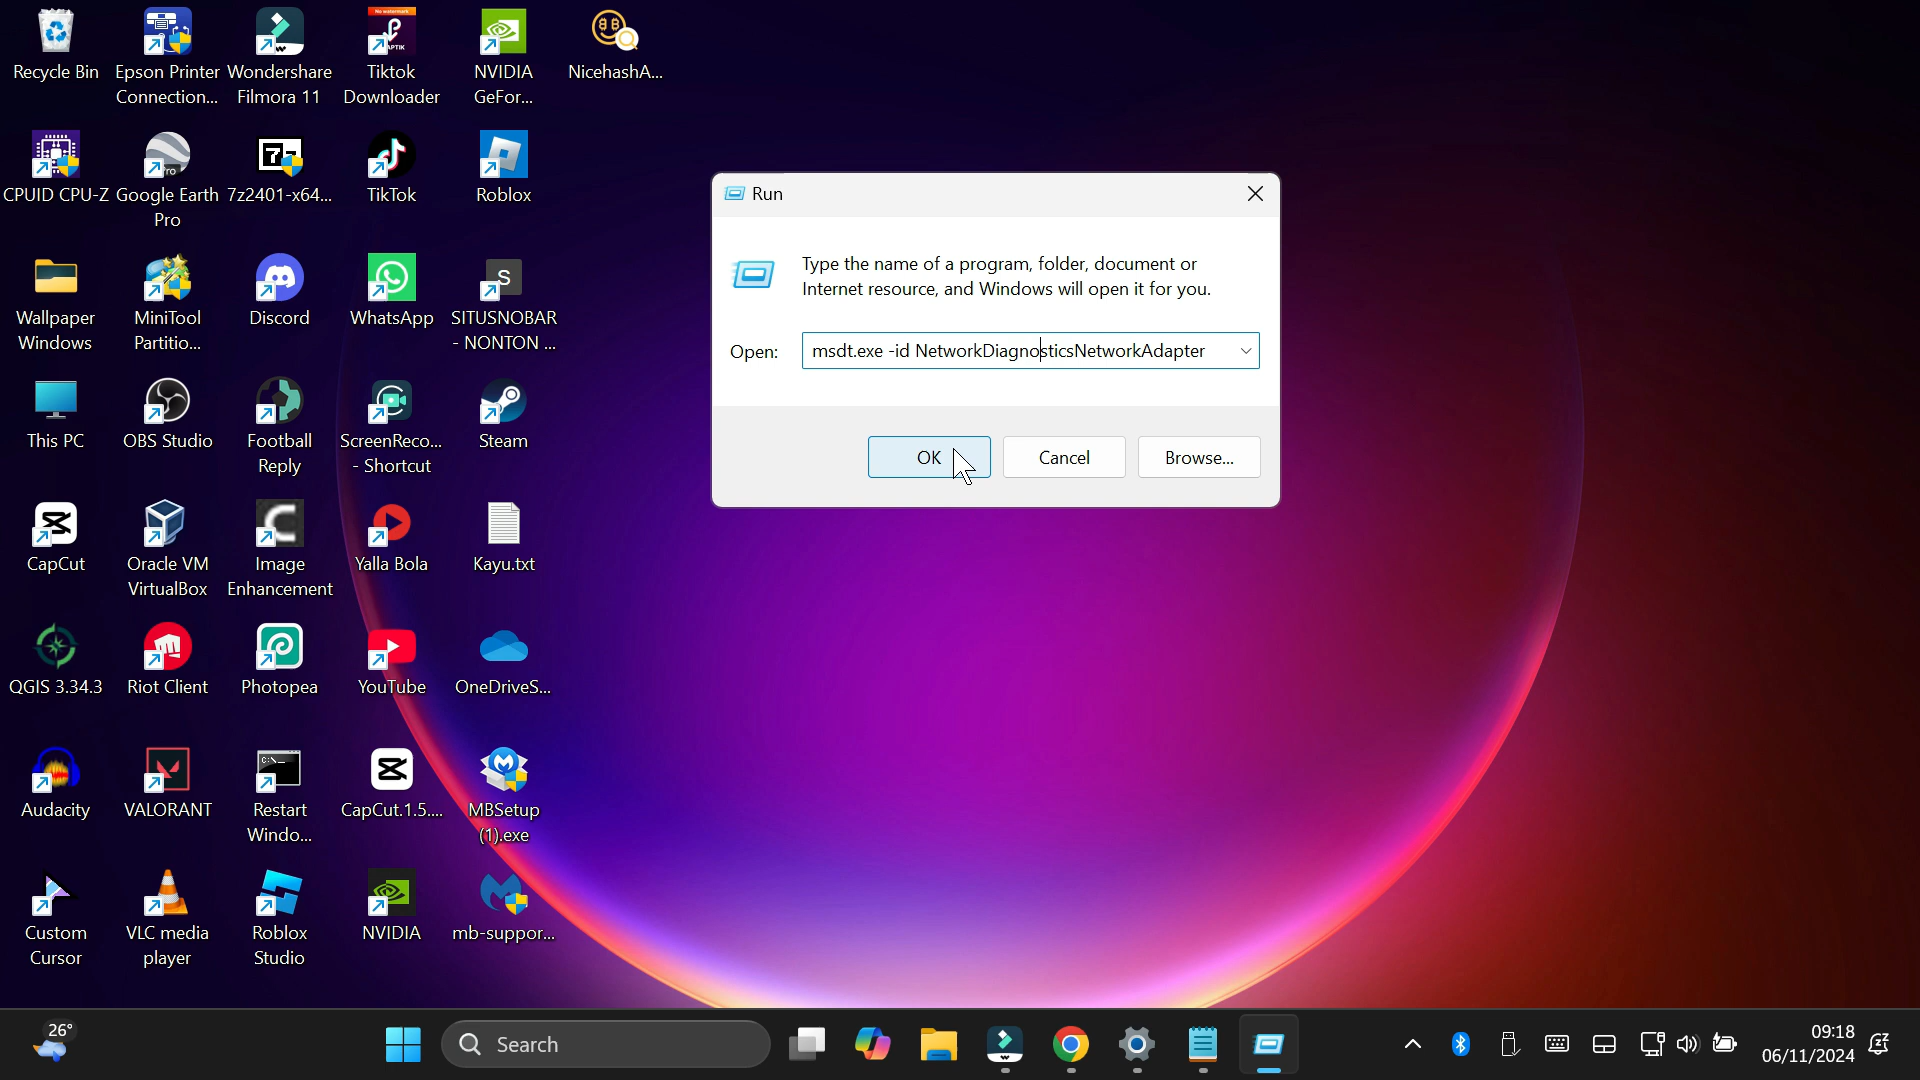 Recycle Bin
Epson Printer
Connection...
Wondershare
Filmora 11
No watermark
APTIK
Tiktok
Downloader
NVIDIA
GeFor...
NicehashA...
CPUID CPU-Z
Google Earth
Pro
7z
7z2401-x64...
TikTok
Roblox
Wallpaper
Windows
MiniTool
Partitio...
Discord
WhatsApp
S
SITUSNOBAR
- NONTON ...
This PC
OBS Studio
Football
Reply
ScreenReco...
- Shortcut
Steam
CapCut
Oracle VM
VirtualBox
Image
Enhancement
Yalla Bola
Kayu.txt
QGIS 3.34.3
Riot Client
Photopea
YouTube
OneDriveS...
Audacity
VALORANT
C:\_
Restart
Windo...
CapCut.1.5....
MBSetup
(1).exe
Custom
Cursor
VLC media
player
Roblox
Studio
NVIDIA
mb-suppor...
Run
Type the name of a program, folder, document or
Internet resource, and Windows will open it for you.
Open:
msdt.exe -id NetworkDiagnosticsNetworkAdapter
OK
Cancel
Browse...
26°
Search
09:18
06/11/2024